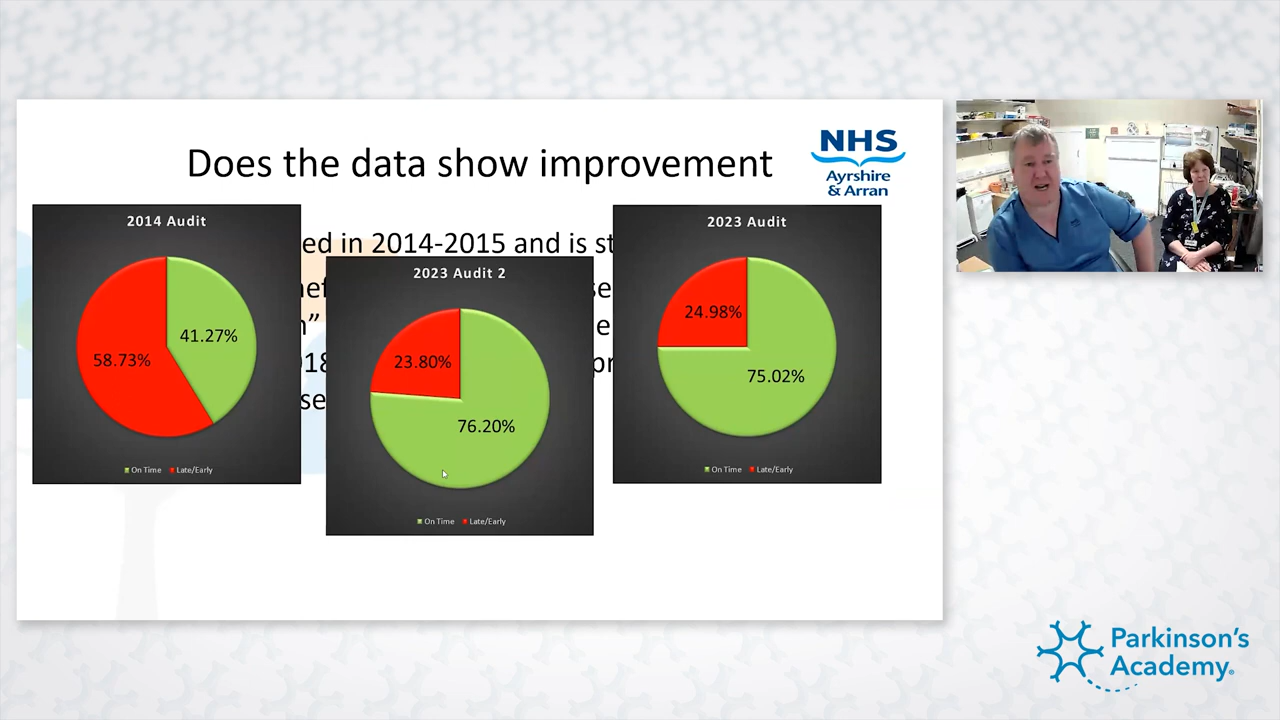 Does the data show improvement
NHS
Ayrshire
& Arran
2014 Audit
41.27%
58.73%
On Time Late/Early
ed in 2014-2015 and is st
2023 Audit 2
23.80%
76.20%
On Time Late/Early
2023 Audit
24.98%
75.02%
On Time Late/Early
Parkinson's
Academy®